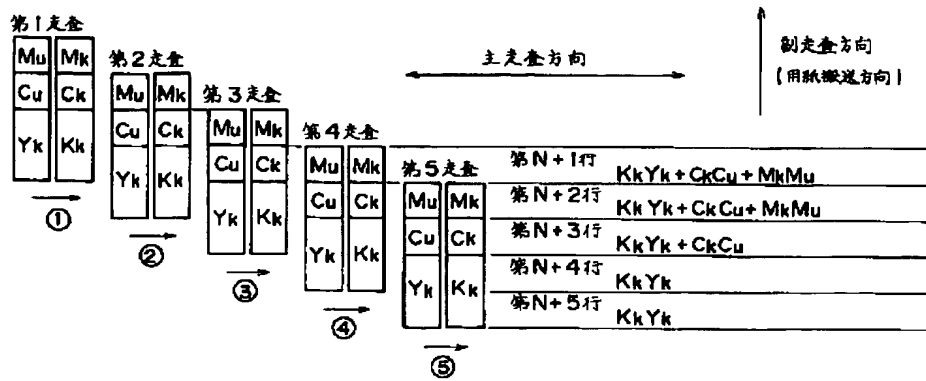 第1走査
Mu Mk
Cu Ck
Yk Kk
①
第2走査
Mu Mk
Cu Ck
Yk Kk
②
第3走査
Mu Mk
Cu Ck
Yk Kk
③
第4走査
Mu Mk
Cu Ck
Yk Kk
④
第5走査
Mu Mk
Cu Ck
Yk Kk
⑤
主走査方向
副走査方向
(用紙搬送方向)
第N+1行 KkYk+CkCu+MkMu
第N+2行 KkYk+CkCu+MkMu
第N+3行 KkYk+CkCu
第N+4行 KkYk
第N+5行 KkYk